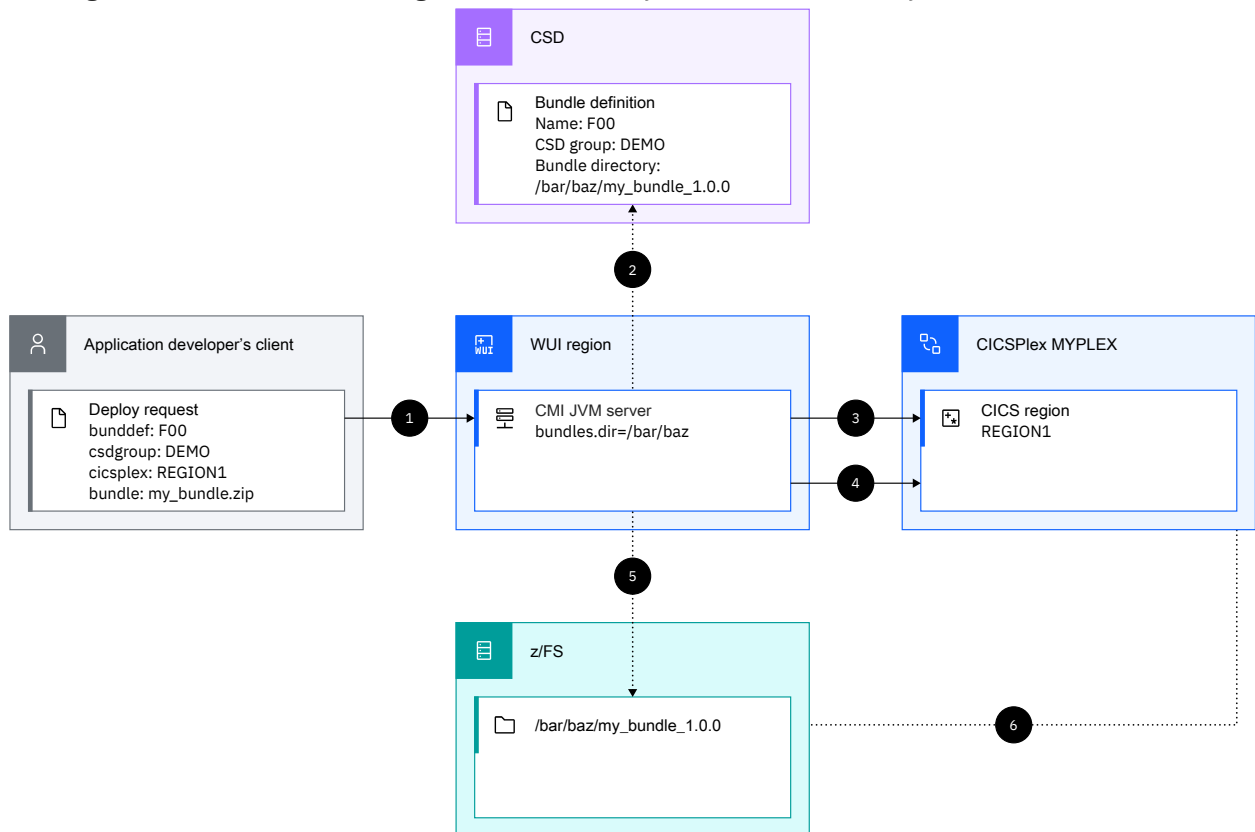 CSD
Bundle definition
Name: F00
CSD group: DEMO
Bundle directory:
/bar/baz/my_bundle_1.0.0
2
Application developer’s client
Deploy request
bunddef: F00
csdgroup: DEMO
cicsplex: REGION1
bundle: my_bundle.zip
1
WUI
WUI region
CMI JVM server
bundles.dir=/bar/baz
3
4
CICSPlex MYPLEX
CICS region
REGION1
5
z/FS
/bar/baz/my_bundle_1.0.0
6